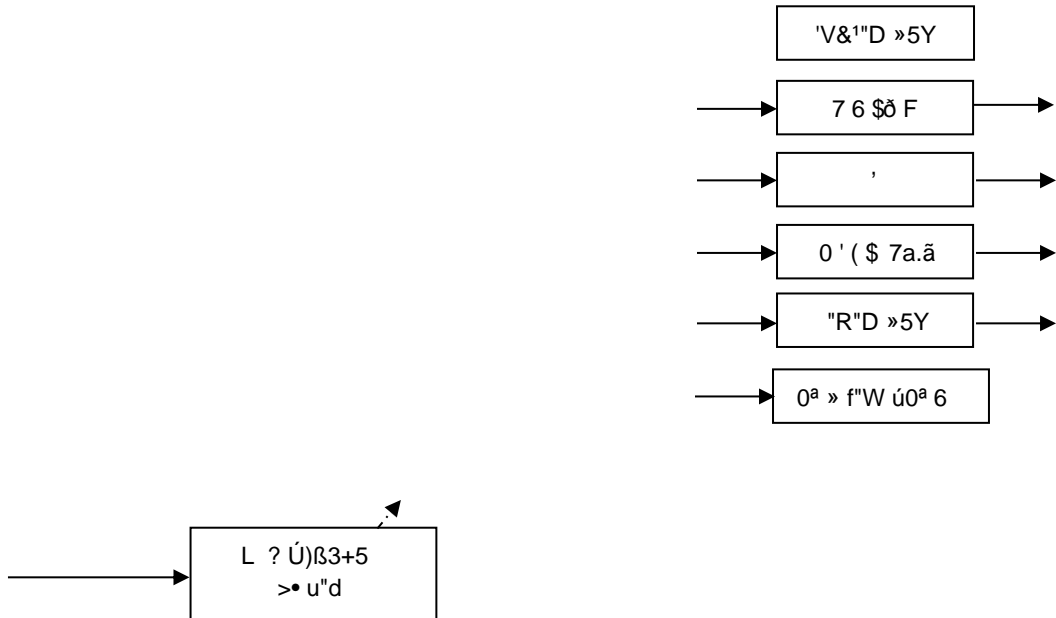 'V&¹"D »5Y
7 6 $ð F
’
0 ' ( $ 7a.ã
"R"D »5Y
0ª » f"W ú0ª 6
L ? Ú)ß3+5
>• u"d